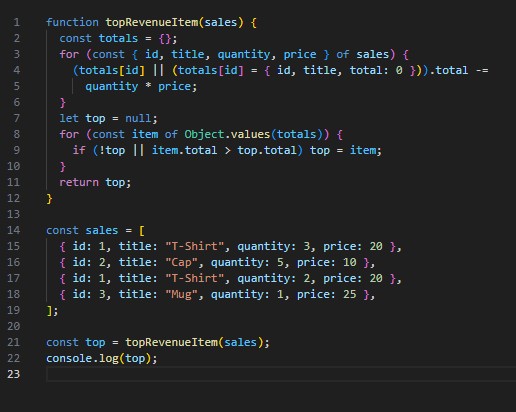 1 function topRevenueItem(sales) {
2   const totals = {};
3   for (const { id, title, quantity, price } of sales) {
4     (totals[id] || (totals[id] = { id, title, total: 0 })).total -=
5       quantity * price;
6   }
7   let top = null;
8   for (const item of Object.values(totals)) {
9     if (!top || item.total > top.total) top = item;
10   }
11   return top;
12 }
13
14 const sales = [
15   { id: 1, title: "T-Shirt", quantity: 3, price: 20 },
16   { id: 2, title: "Cap", quantity: 5, price: 10 },
17   { id: 1, title: "T-Shirt", quantity: 2, price: 20 },
18   { id: 3, title: "Mug", quantity: 1, price: 25 },
19 ];
20
21 const top = topRevenueItem(sales);
22 console.log(top);
23